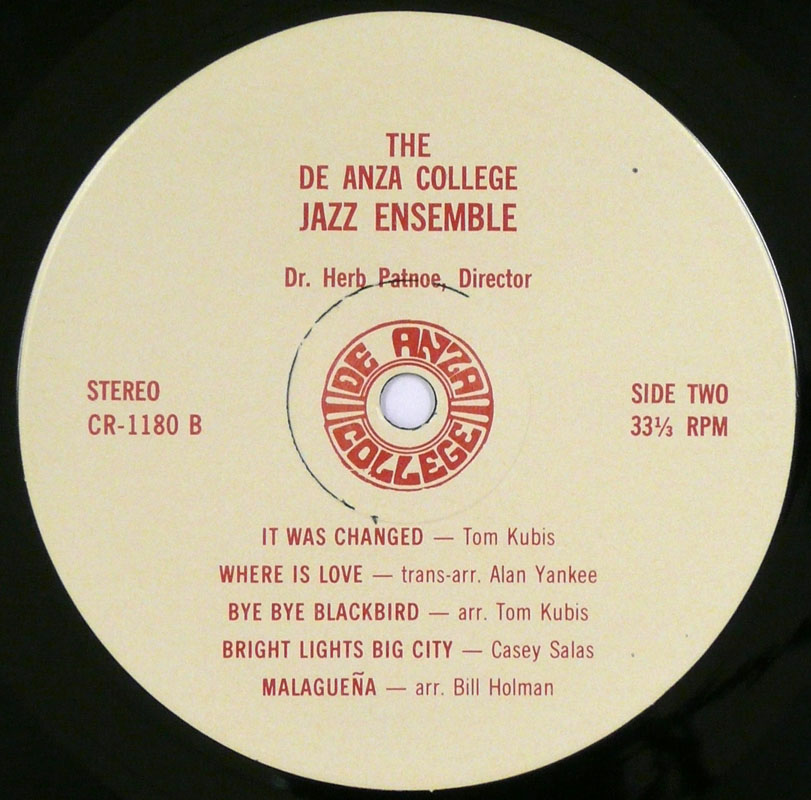 THE
DE ANZA COLLEGE
JAZZ ENSEMBLE
Dr. Herb Patnoe, Director
DE ANZA
COLLEGE
STEREO
CR-1180 B
SIDE TWO
33⅓ RPM
IT WAS CHANGED — Tom Kubis
WHERE IS LOVE — trans-arr. Alan Yankee
BYE BYE BLACKBIRD — arr. Tom Kubis
BRIGHT LIGHTS BIG CITY — Casey Salas
MALAGUEÑA — arr. Bill Holman